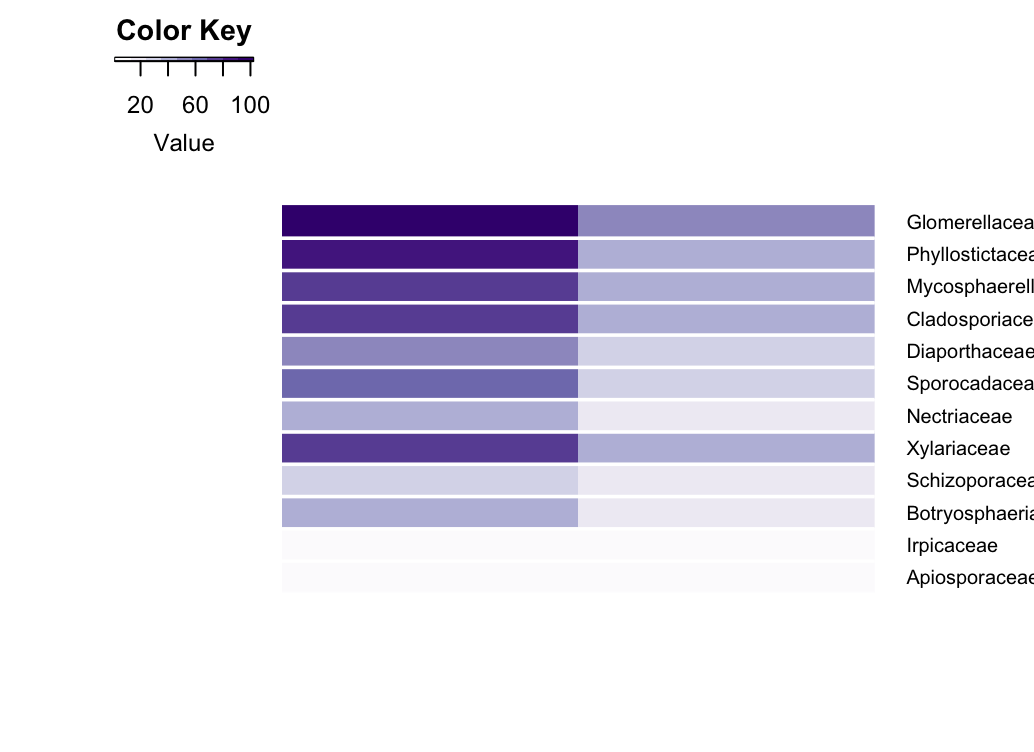 Color Key
20 60 100
Value
Glomerellacea
Phyllostictacea
Mycosphaerell
Cladosporiace
Diaporthaceae
Sporocadacea
Nectriaceae
Xylariaceae
Schizoporacea
Botryosphaeria
Irpicaceae
Apiosporaceae